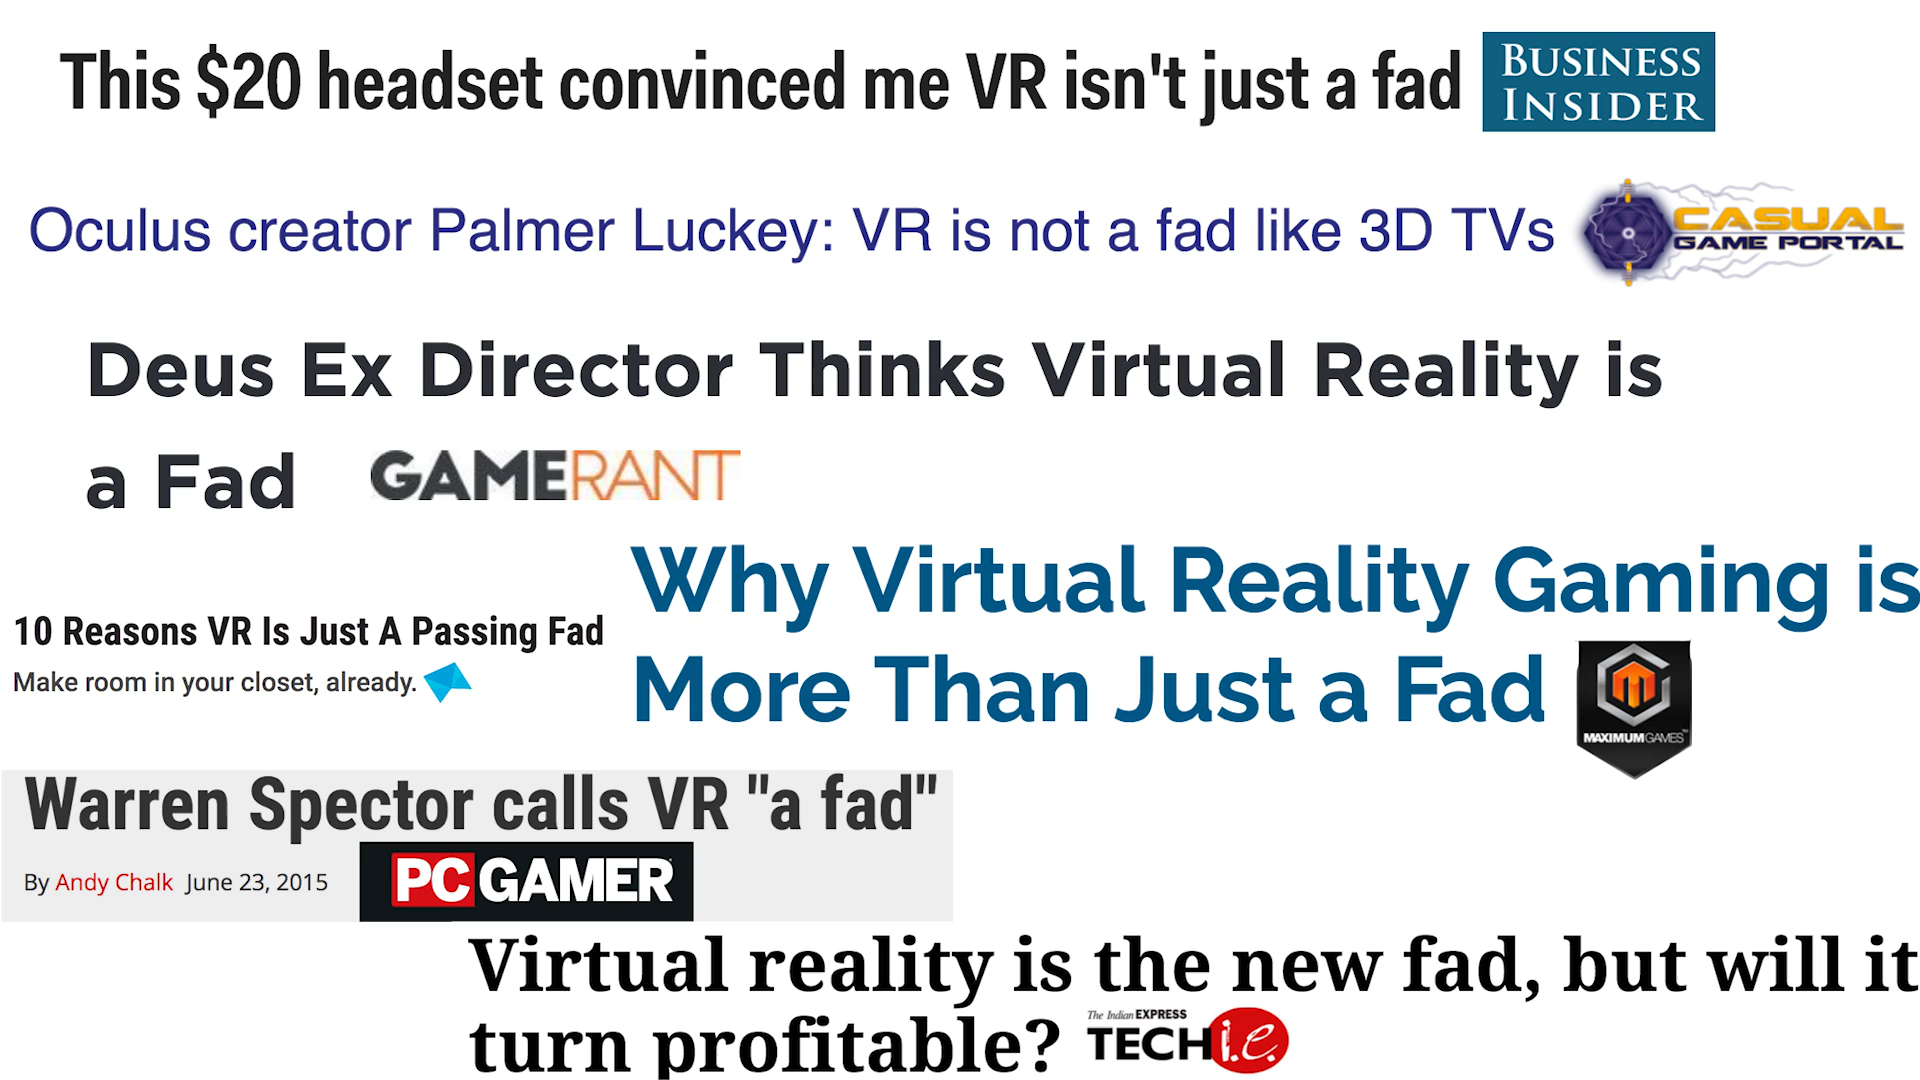 This $20 headset convinced me VR isn't just a fad
BUSINESS
INSIDER
Oculus creator Palmer Luckey: VR is not a fad like 3D TVs
CASUAL
GAME PORTAL
Deus Ex Director Thinks Virtual Reality is
a Fad
GAMERANT
10 Reasons VR Is Just A Passing Fad
Make room in your closet, already.
Why Virtual Reality Gaming is
More Than Just a Fad
MAXIMUM GAMES™
Warren Spector calls VR "a fad"
By Andy Chalk June 23, 2015
PC GAMER
Virtual reality is the new fad, but will it
turn profitable?
The Indian EXPRESS
TECH i.e.